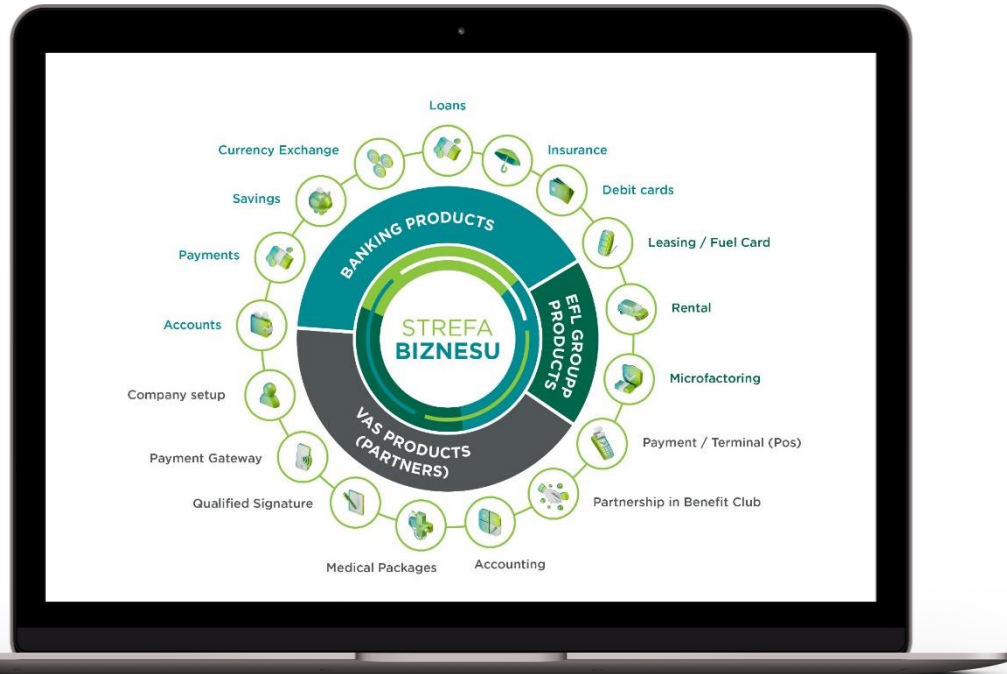 Loans
Currency Exchange
Insurance
Savings
Debit cards
Payments
Leasing / Fuel Card
Accounts
Rental
Company setup
Microfactoring
Payment Gateway
Payment / Terminal (Pos)
Qualified Signature
Partnership in Benefit Club
Medical Packages
Accounting
BANKING PRODUCTS
EFL GROUPP
PRODUCTS
VAS PRODUCTS
(PARTNERS)
STREFA
BIZNESU